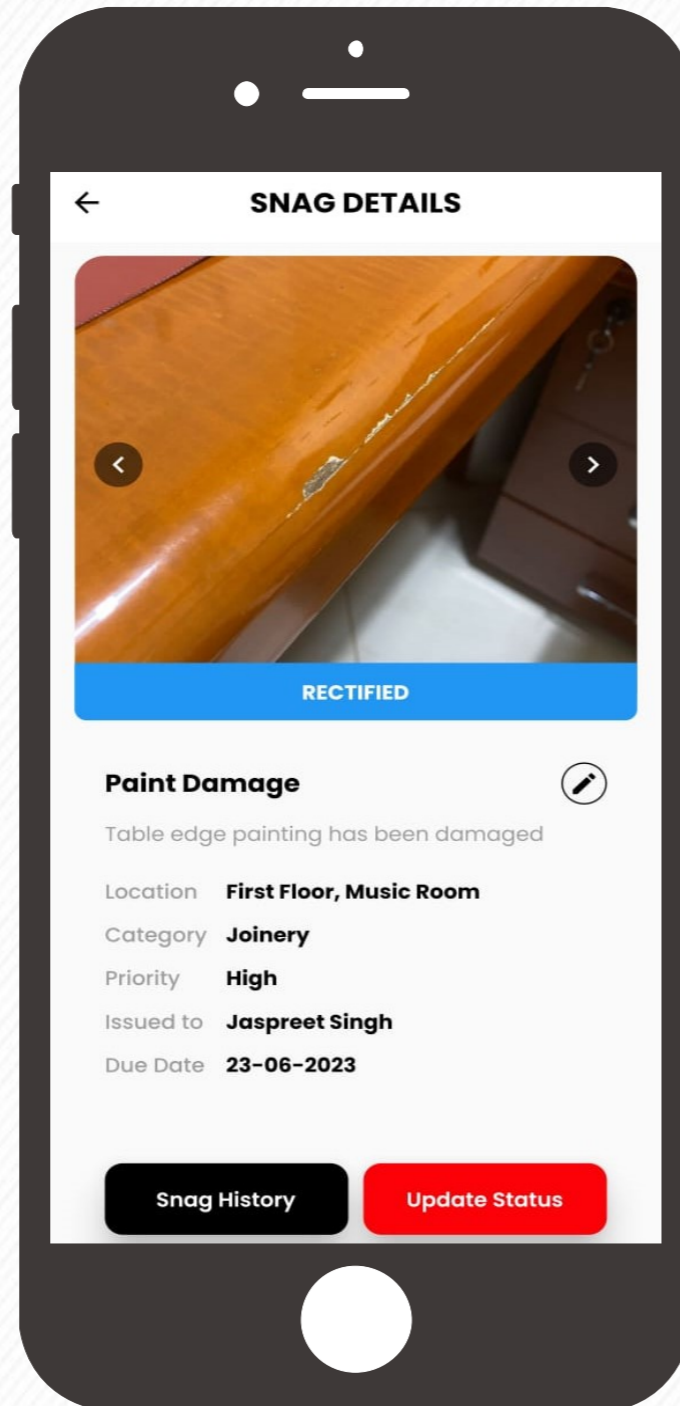 SNAG DETAILS
RECTIFIED
Paint Damage
Table edge painting has been damaged
Location First Floor, Music Room
Category Joinery
Priority High
Issued to Jaspreet Singh
Due Date 23-06-2023
Snag History Update Status